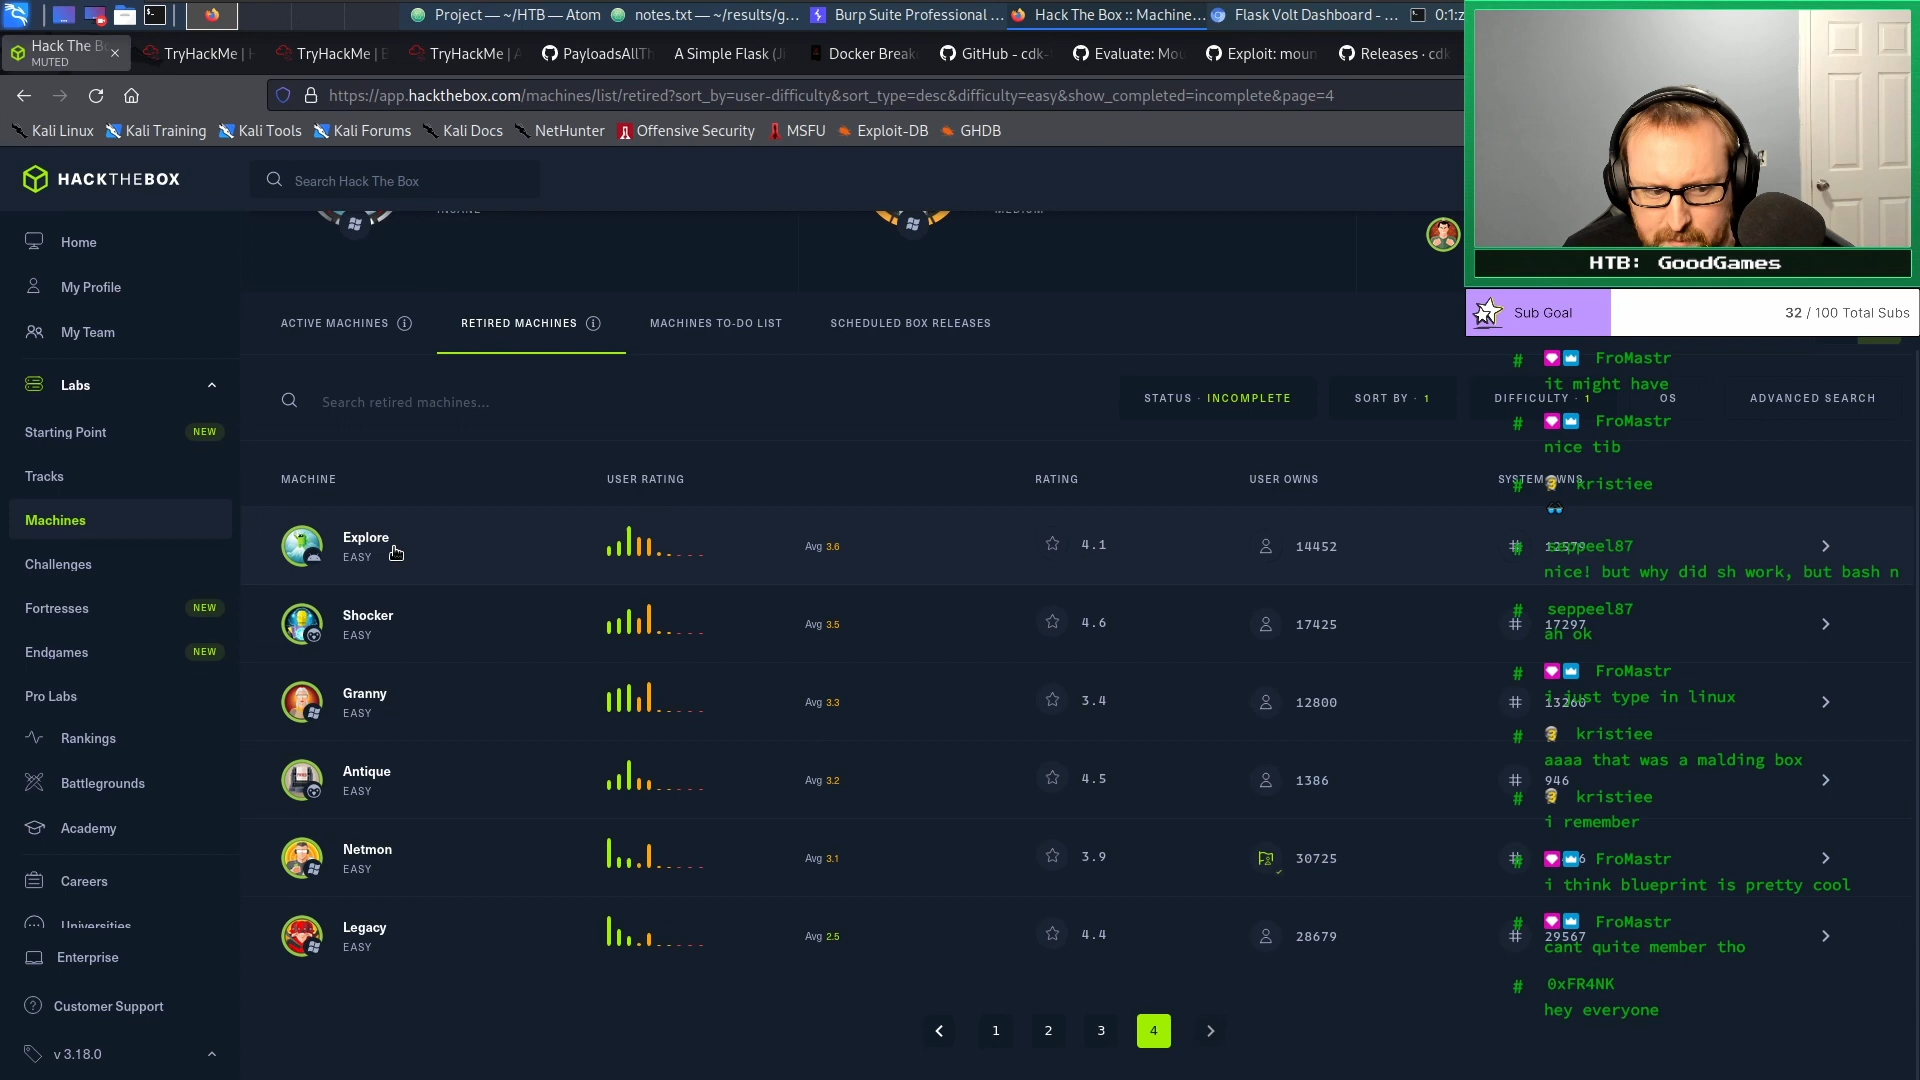 Project — ~/HTB — Atom
notes.txt — ~/results/g...
Burp Suite Professional ...
Hack The Box :: Machine...
Flask Volt Dashboard - ...
0:1:z
Hack The B
MUTED
TryHackMe |
TryHackMe |
TryHackMe |
PayloadsAllTh
A Simple Flask (J
Docker Break
GitHub - cdk-
Evaluate: Mou
Exploit: moun
Releases · cdk
https://app.hackthebox.com/machines/list/retired?sort_by=user-difficulty&sort_type=desc&difficulty=easy&show_completed=incomplete&page=4
Kali Linux
Kali Training
Kali Tools
Kali Forums
Kali Docs
NetHunter
Offensive Security
MSFU
Exploit-DB
GHDB
HACKTHEBOX
Search Hack The Box
INSANE
MEDIUM
HTB: GoodGames
Sub Goal
32 / 100 Total Subs
Home
My Profile
My Team
Labs
Starting Point
NEW
Tracks
Machines
Challenges
Fortresses
NEW
Endgames
NEW
Pro Labs
Rankings
Battlegrounds
Academy
Careers
Universities
Enterprise
Customer Support
v 3.18.0
ACTIVE MACHINES
RETIRED MACHINES
MACHINES TO-DO LIST
SCHEDULED BOX RELEASES
Search retired machines...
STATUS · INCOMPLETE
SORT BY · 1
DIFFICULTY · 1
OS
ADVANCED SEARCH
MACHINE
USER RATING
RATING
USER OWNS
SYSTEM OWNS
Explore
EASY
Avg 3.6
4.1
14452
Shocker
EASY
Avg 3.5
4.6
17425
17297
Granny
EASY
Avg 3.3
3.4
12800
13260
Antique
EASY
Avg 3.2
4.5
1386
946
Netmon
EASY
Avg 3.1
3.9
30725
Legacy
EASY
Avg 2.5
4.4
28679
29567
1
2
3
4
# FroMastr
it might have
# FroMastr
nice tib
# kristiee
# seppeel87
nice! but why did sh work, but bash n
# seppeel87
ah ok
# FroMastr
i just type in linux
# kristiee
aaaa that was a malding box
# kristiee
i remember
# FroMastr
i think blueprint is pretty cool
# FroMastr
cant quite member tho
# 0xFR4NK
hey everyone